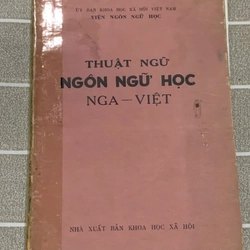 ỦY BAN KHOA HỌC XÃ HỘI VIỆT NAM
VIỆN NGÔN NGỮ HỌC
THUẬT NGỮ
NGÔN NGỮ HỌC
NGA – VIỆT
NHÀ XUẤT BẢN KHOA HỌC XÃ HỘI